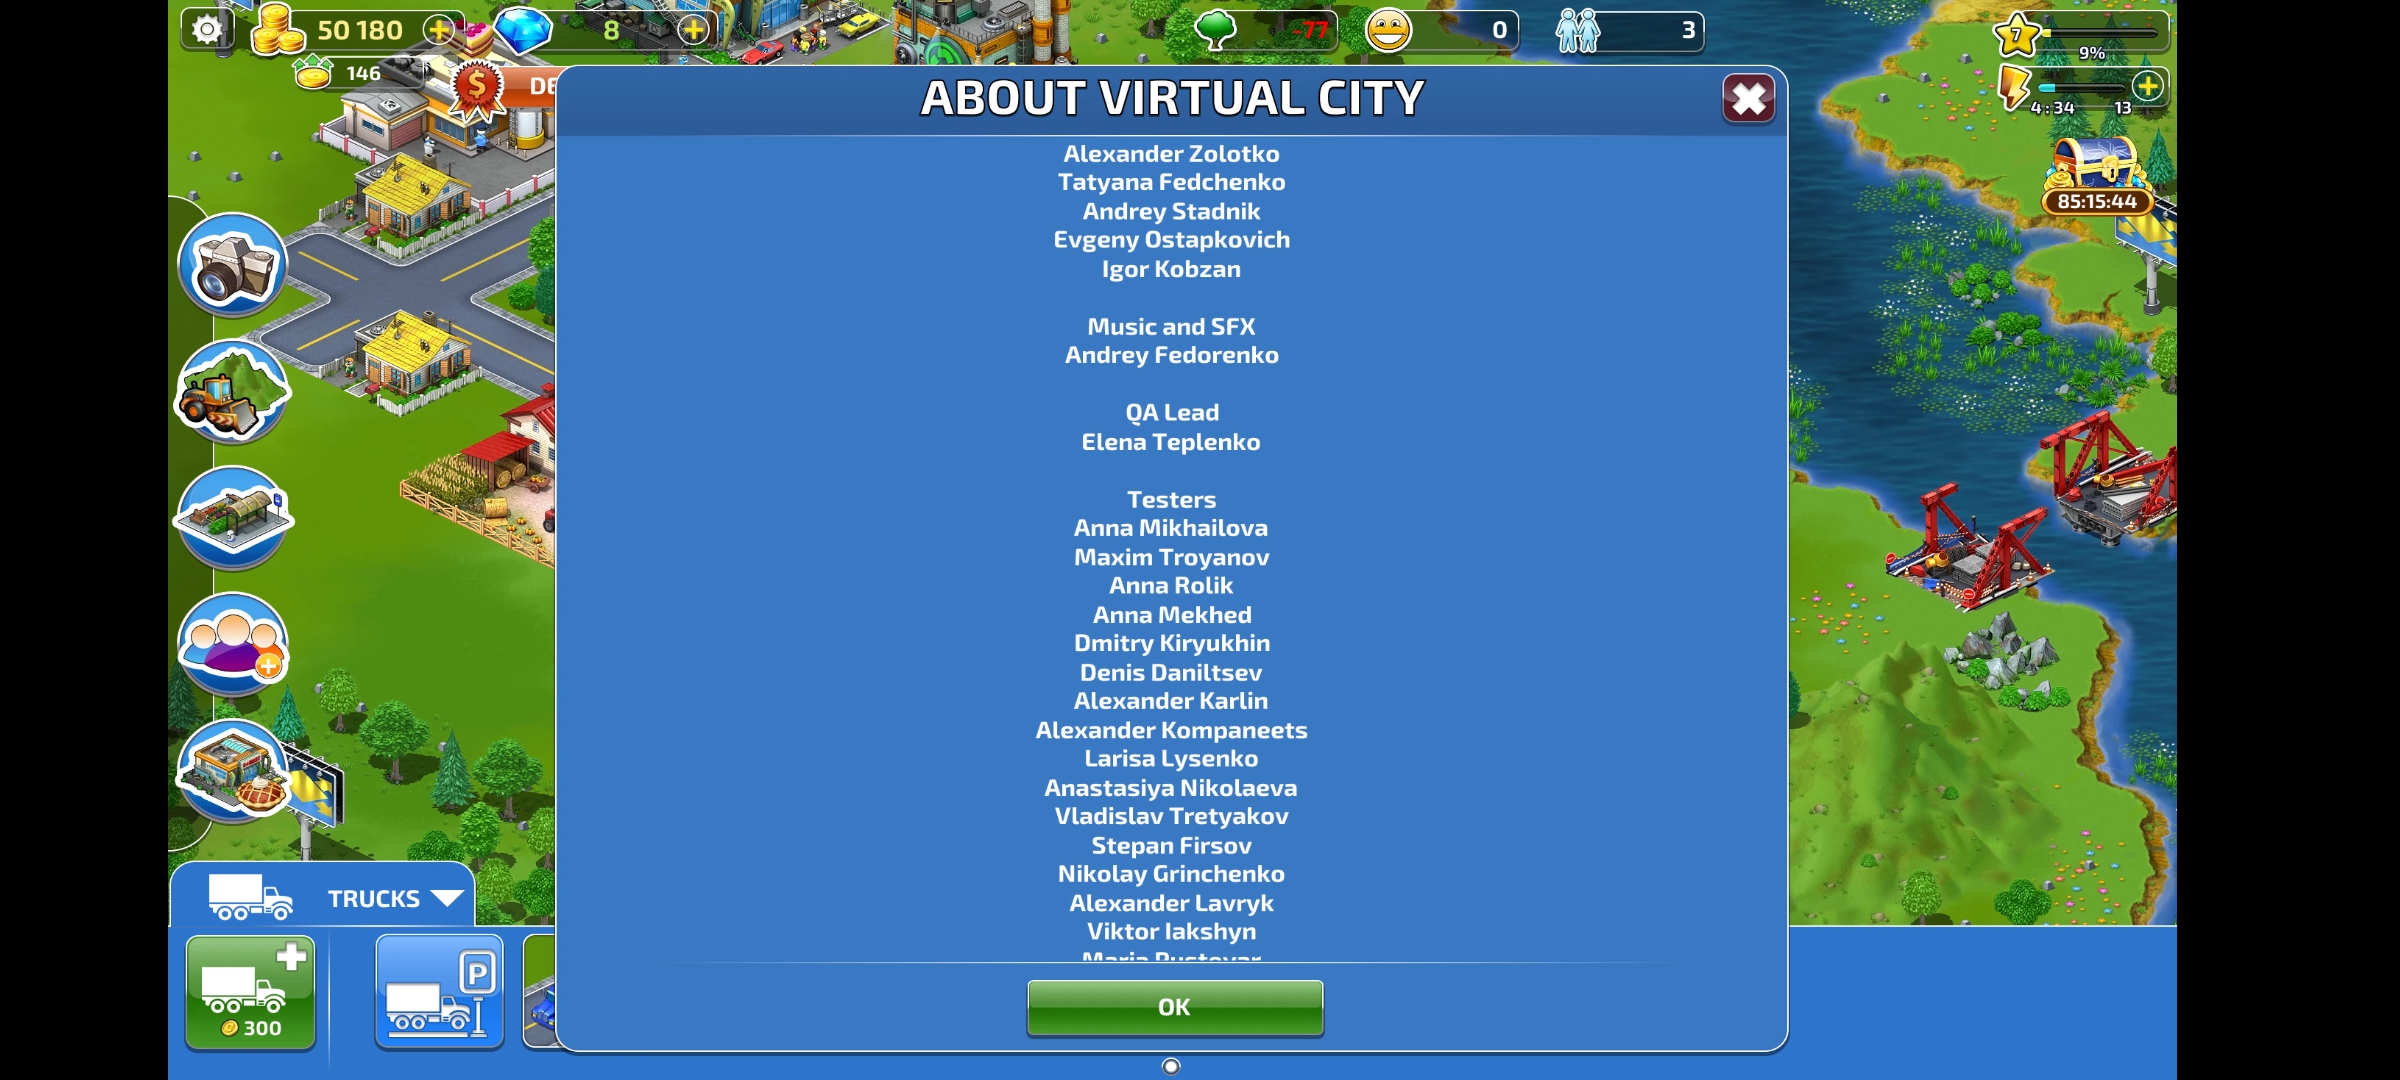 50 180
8
-77
0
3
7
9%
146
DE
ABOUT VIRTUAL CITY
4:34
13
85:15:44
Alexander Zolotko
Tatyana Fedchenko
Andrey Stadnik
Evgeny Ostapkovich
Igor Kobzan
Music and SFX
Andrey Fedorenko
QA Lead
Elena Teplenko
Testers
Anna Mikhailova
Maxim Troyanov
Anna Rolik
Anna Mekhed
Dmitry Kiryukhin
Denis Daniltsev
Alexander Karlin
Alexander Kompaneets
Larisa Lysenko
Anastasiya Nikolaeva
Vladislav Tretyakov
Stepan Firsov
Nikolay Grinchenko
Alexander Lavryk
Viktor Iakshyn
Maria Pustovar
TRUCKS
P
300
OK